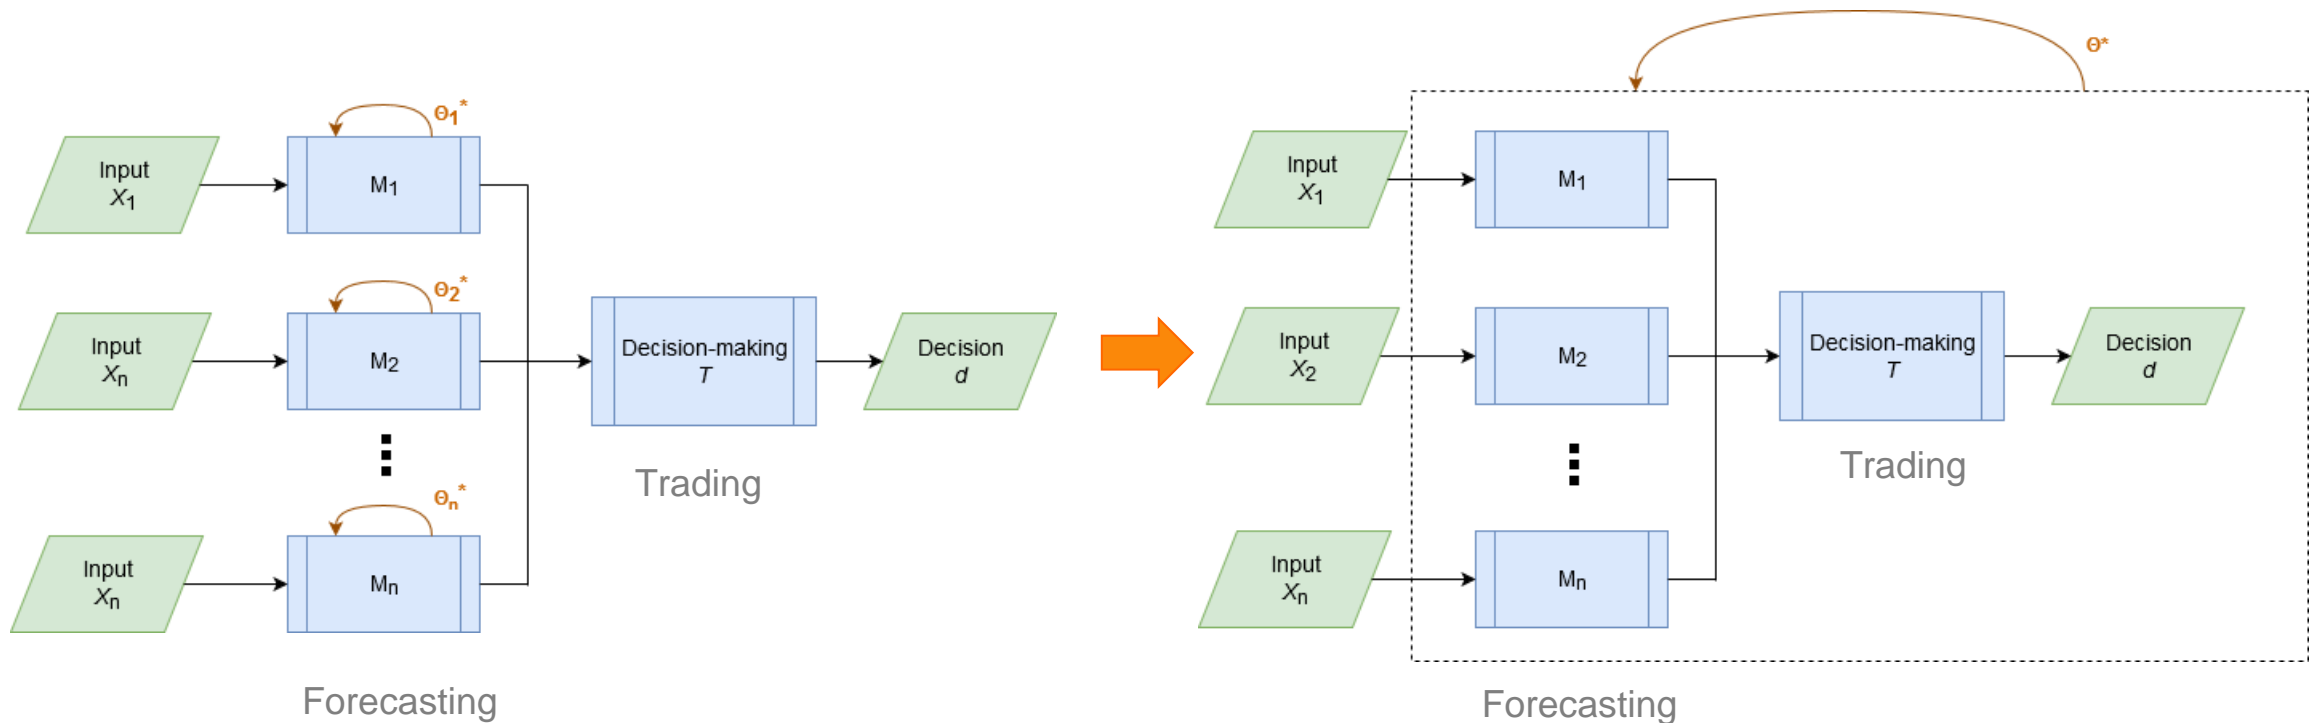 Θ1*
Input
X1
M1
Θ2*
Input
Xn
M2
Decision-making
T
Decision
d
Trading
Θn*
Input
Xn
Mn
Forecasting
Θ*
Input
X1
M1
Input
X2
M2
Decision-making
T
Decision
d
Trading
Input
Xn
Mn
Forecasting